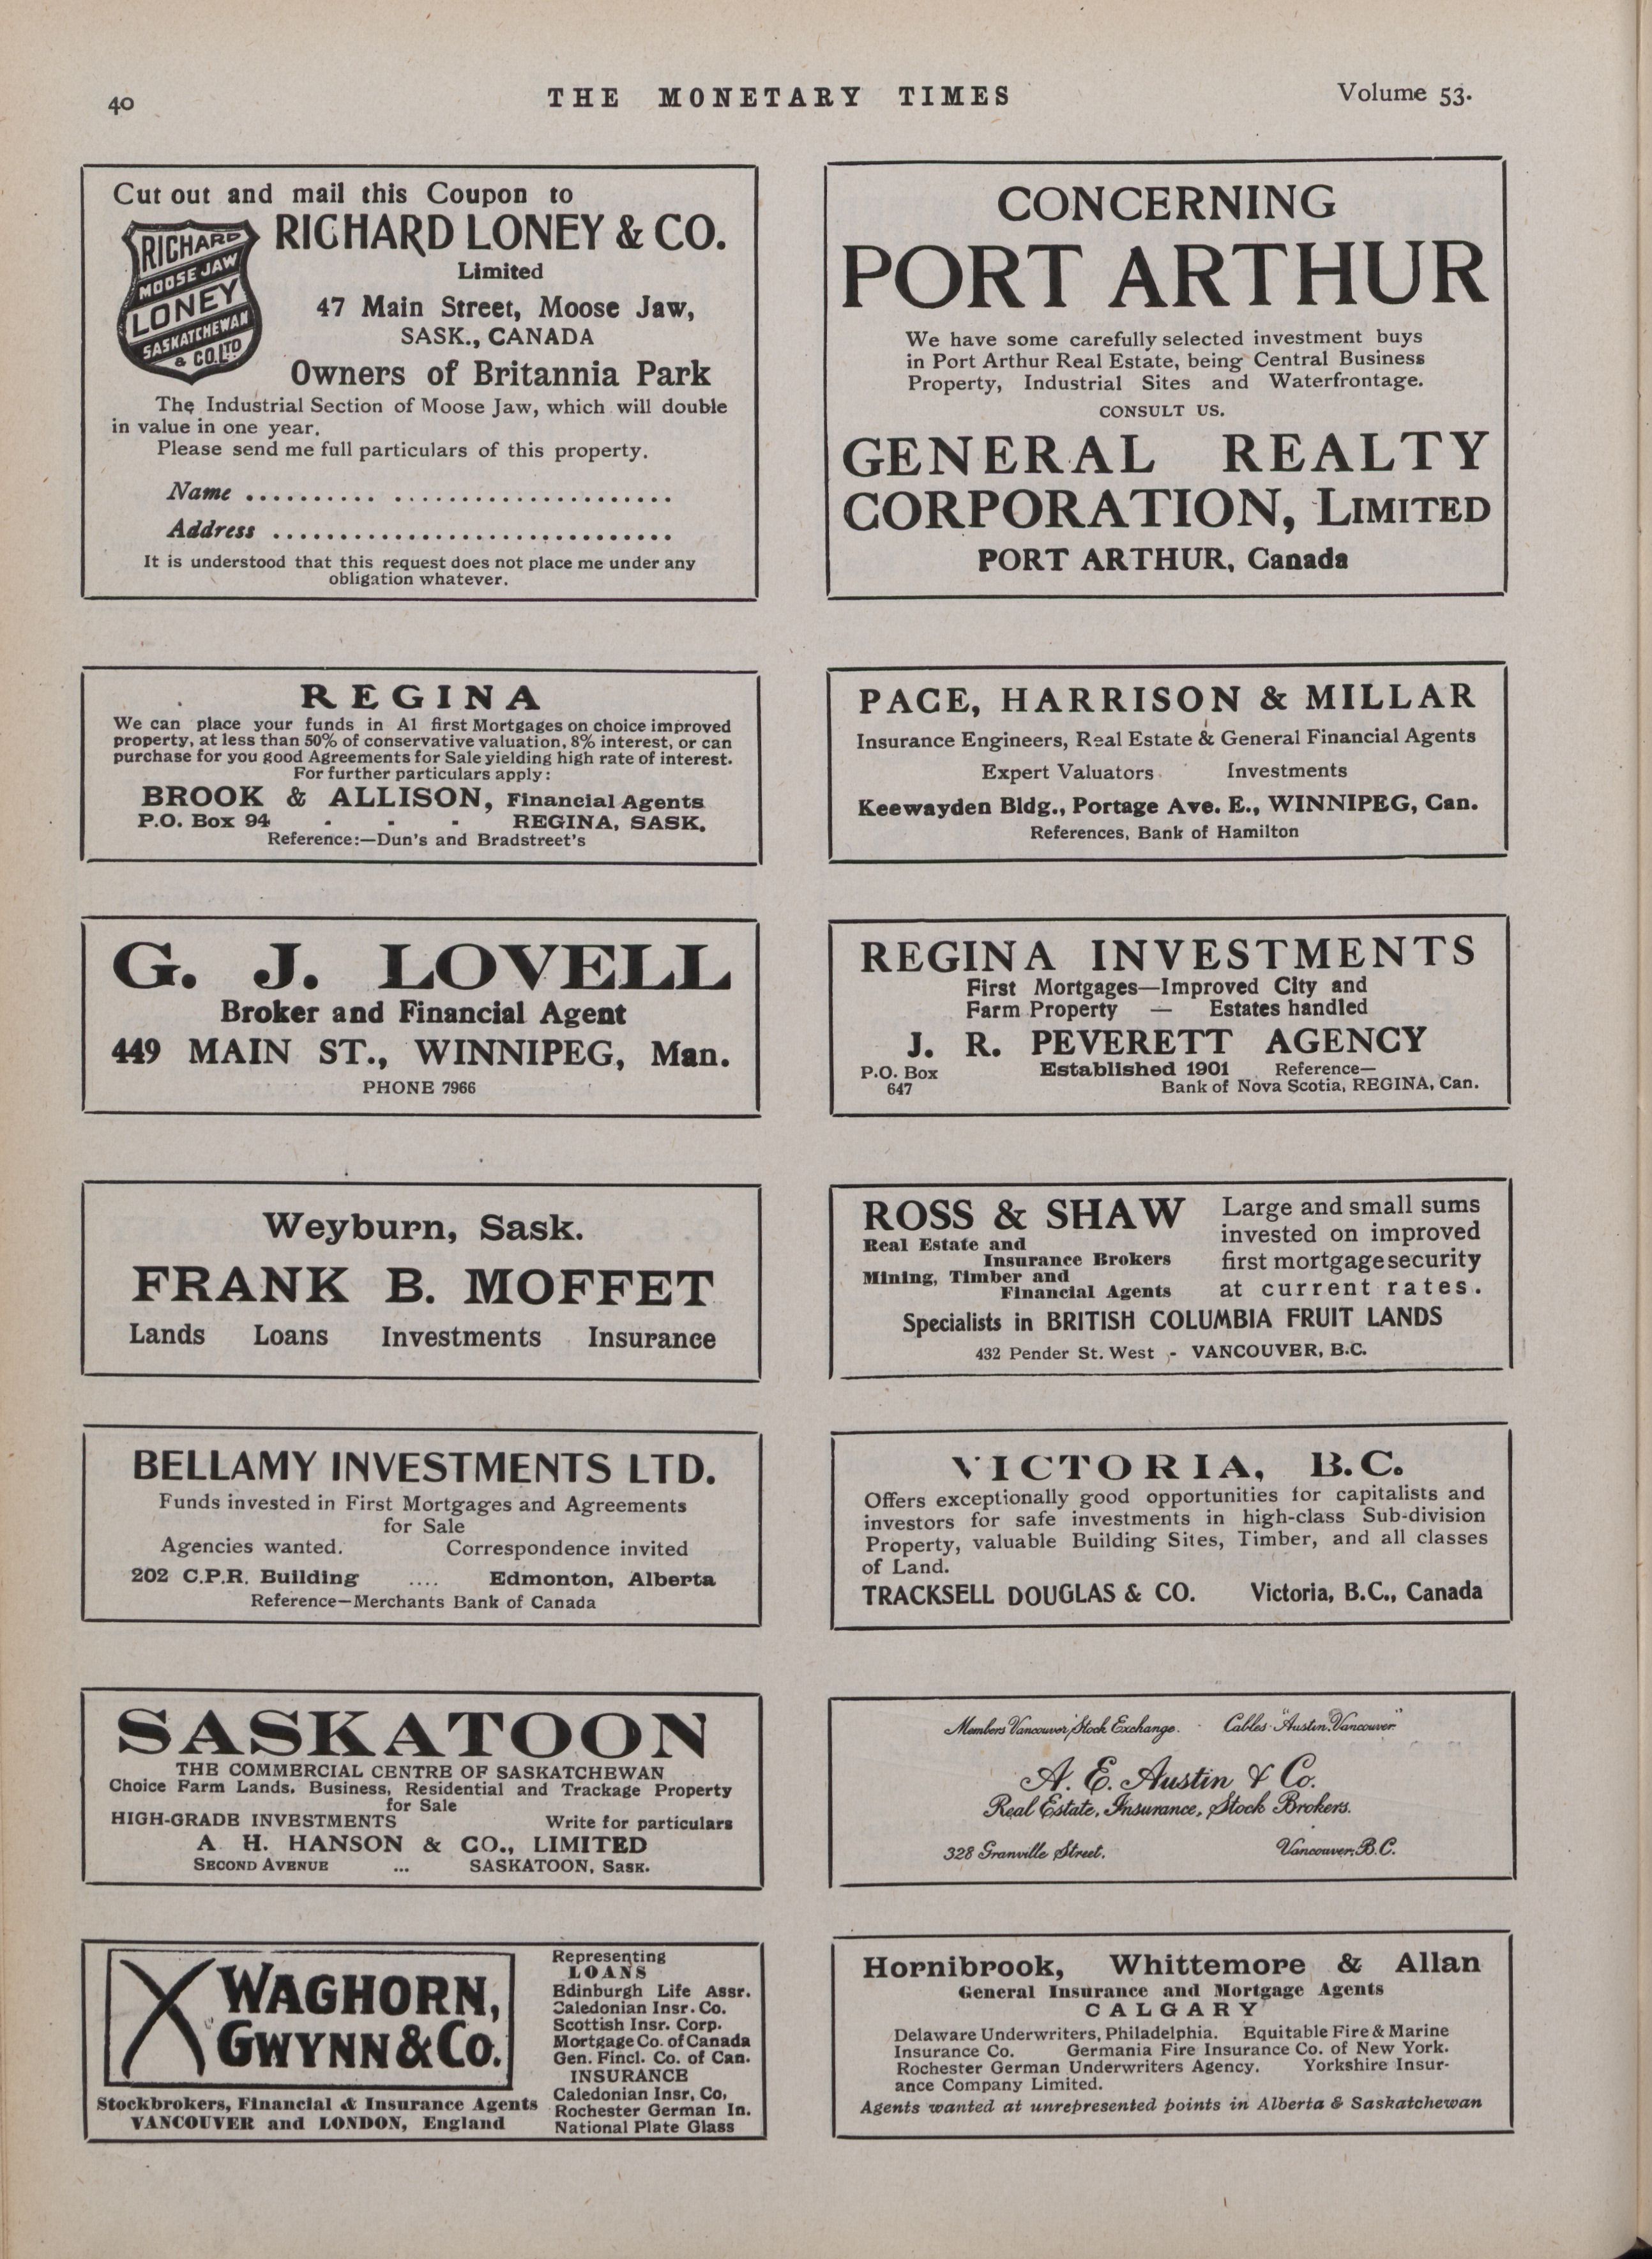 40
THE MONETARY TIMES
Volume 53.
Cut out and mail this Coupon to
RICHARD
MOOSE JAW
LONEY
SASKATCHEWAN
& CO. LTD
RICHARD LONEY & CO.
Limited
47 Main Street, Moose Jaw,
SASK., CANADA
Owners of Britannia Park
The Industrial Section of Moose Jaw, which will double
in value in one year.
Please send me full particulars of this property.
Name .......... .....................
Address ..............................
It is understood that this request does not place me under any
obligation whatever.
CONCERNING
PORT ARTHUR
We have some carefully selected investment buys
in Port Arthur Real Estate, being Central Business
Property, Industrial Sites and Waterfrontage.
CONSULT US.
GENERAL REALTY
CORPORATION, LIMITED
PORT ARTHUR, Canada
REGINA
We can place your funds in A1 first Mortgages on choice improved
property, at less than 50% of conservative valuation, 8% interest, or can
purchase for you good Agreements for Sale yielding high rate of interest.
For further particulars apply:
BROOK & ALLISON, Financial Agents
P.O. Box 94 - - - REGINA, SASK.
Reference:—Dun's and Bradstreet's
PACE, HARRISON & MILLAR
Insurance Engineers, Real Estate & General Financial Agents
Expert Valuators Investments
Keewayden Bldg., Portage Ave. E., WINNIPEG, Can.
References, Bank of Hamilton
G. J. LOVELL
Broker and Financial Agent
449 MAIN ST., WINNIPEG, Man.
PHONE 7966
REGINA INVESTMENTS
First Mortgages—Improved City and
Farm Property — Estates handled
J. R. PEVERETT AGENCY
P.O. Box Established 1901 Reference—
647 Bank of Nova Scotia, REGINA, Can.
Weyburn, Sask.
FRANK B. MOFFET
Lands Loans Investments Insurance
ROSS & SHAW
Real Estate and
Insurance Brokers
Mining, Timber and
Financial Agents
Large and small sums
invested on improved
first mortgage security
at current rates.
Specialists in BRITISH COLUMBIA FRUIT LANDS
432 Pender St. West - VANCOUVER, B.C.
BELLAMY INVESTMENTS LTD.
Funds invested in First Mortgages and Agreements
for Sale
Agencies wanted. Correspondence invited
202 C.P.R. Building .... Edmonton, Alberta
Reference—Merchants Bank of Canada
VICTORIA, B.C.
Offers exceptionally good opportunities for capitalists and
investors for safe investments in high-class Sub-division
Property, valuable Building Sites, Timber, and all classes
of Land.
TRACKSELL DOUGLAS & CO. Victoria, B.C., Canada
SASKATOON
THE COMMERCIAL CENTRE OF SASKATCHEWAN
Choice Farm Lands. Business, Residential and Trackage Property
for Sale
HIGH-GRADE INVESTMENTS Write for particulars
A. H. HANSON & CO., LIMITED
SECOND AVENUE ... SASKATOON, SASK.
Members Vancouver Stock Exchange. Cables "Austin, Vancouver."
A. E. Austin & Co.
Real Estate, Insurance, Stock Brokers.
328 Granville Street. Vancouver, B.C.
WAGHORN,
GWYNN & Co.
Stockbrokers, Financial & Insurance Agents
VANCOUVER and LONDON, England
Representing
LOANS
Edinburgh Life Assr.
Caledonian Insr. Co.
Scottish Insr. Corp.
Mortgage Co. of Canada
Gen. Fincl. Co. of Can.
INSURANCE
Caledonian Insr, Co,
Rochester German In.
National Plate Glass
Hornibrook, Whittemore & Allan
General Insurance and Mortgage Agents
CALGARY
Delaware Underwriters, Philadelphia. Equitable Fire & Marine
Insurance Co. Germania Fire Insurance Co. of New York.
Rochester German Underwriters Agency. Yorkshire Insur-
ance Company Limited.
Agents wanted at unrepresented points in Alberta & Saskatchewan